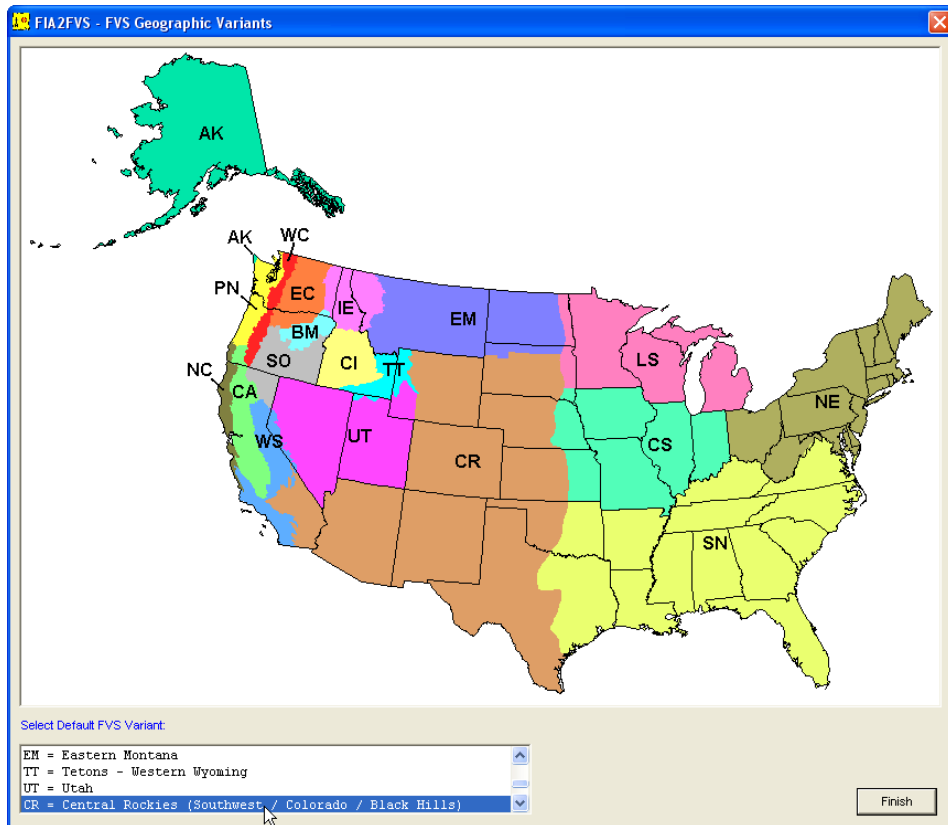 FIA2FVS - FVS Geographic Variants
AK
AK
WC
PN
EC
IE
EM
BM
LS
SO
CI
TT
NC
CA
NE
WS
UT
CS
CR
SN
Select Default FVS Variant:
EM = Eastern Montana
TT = Tetons - Western Wyoming
UT = Utah
CR = Central Rockies (Southwest / Colorado / Black Hills)
Finish